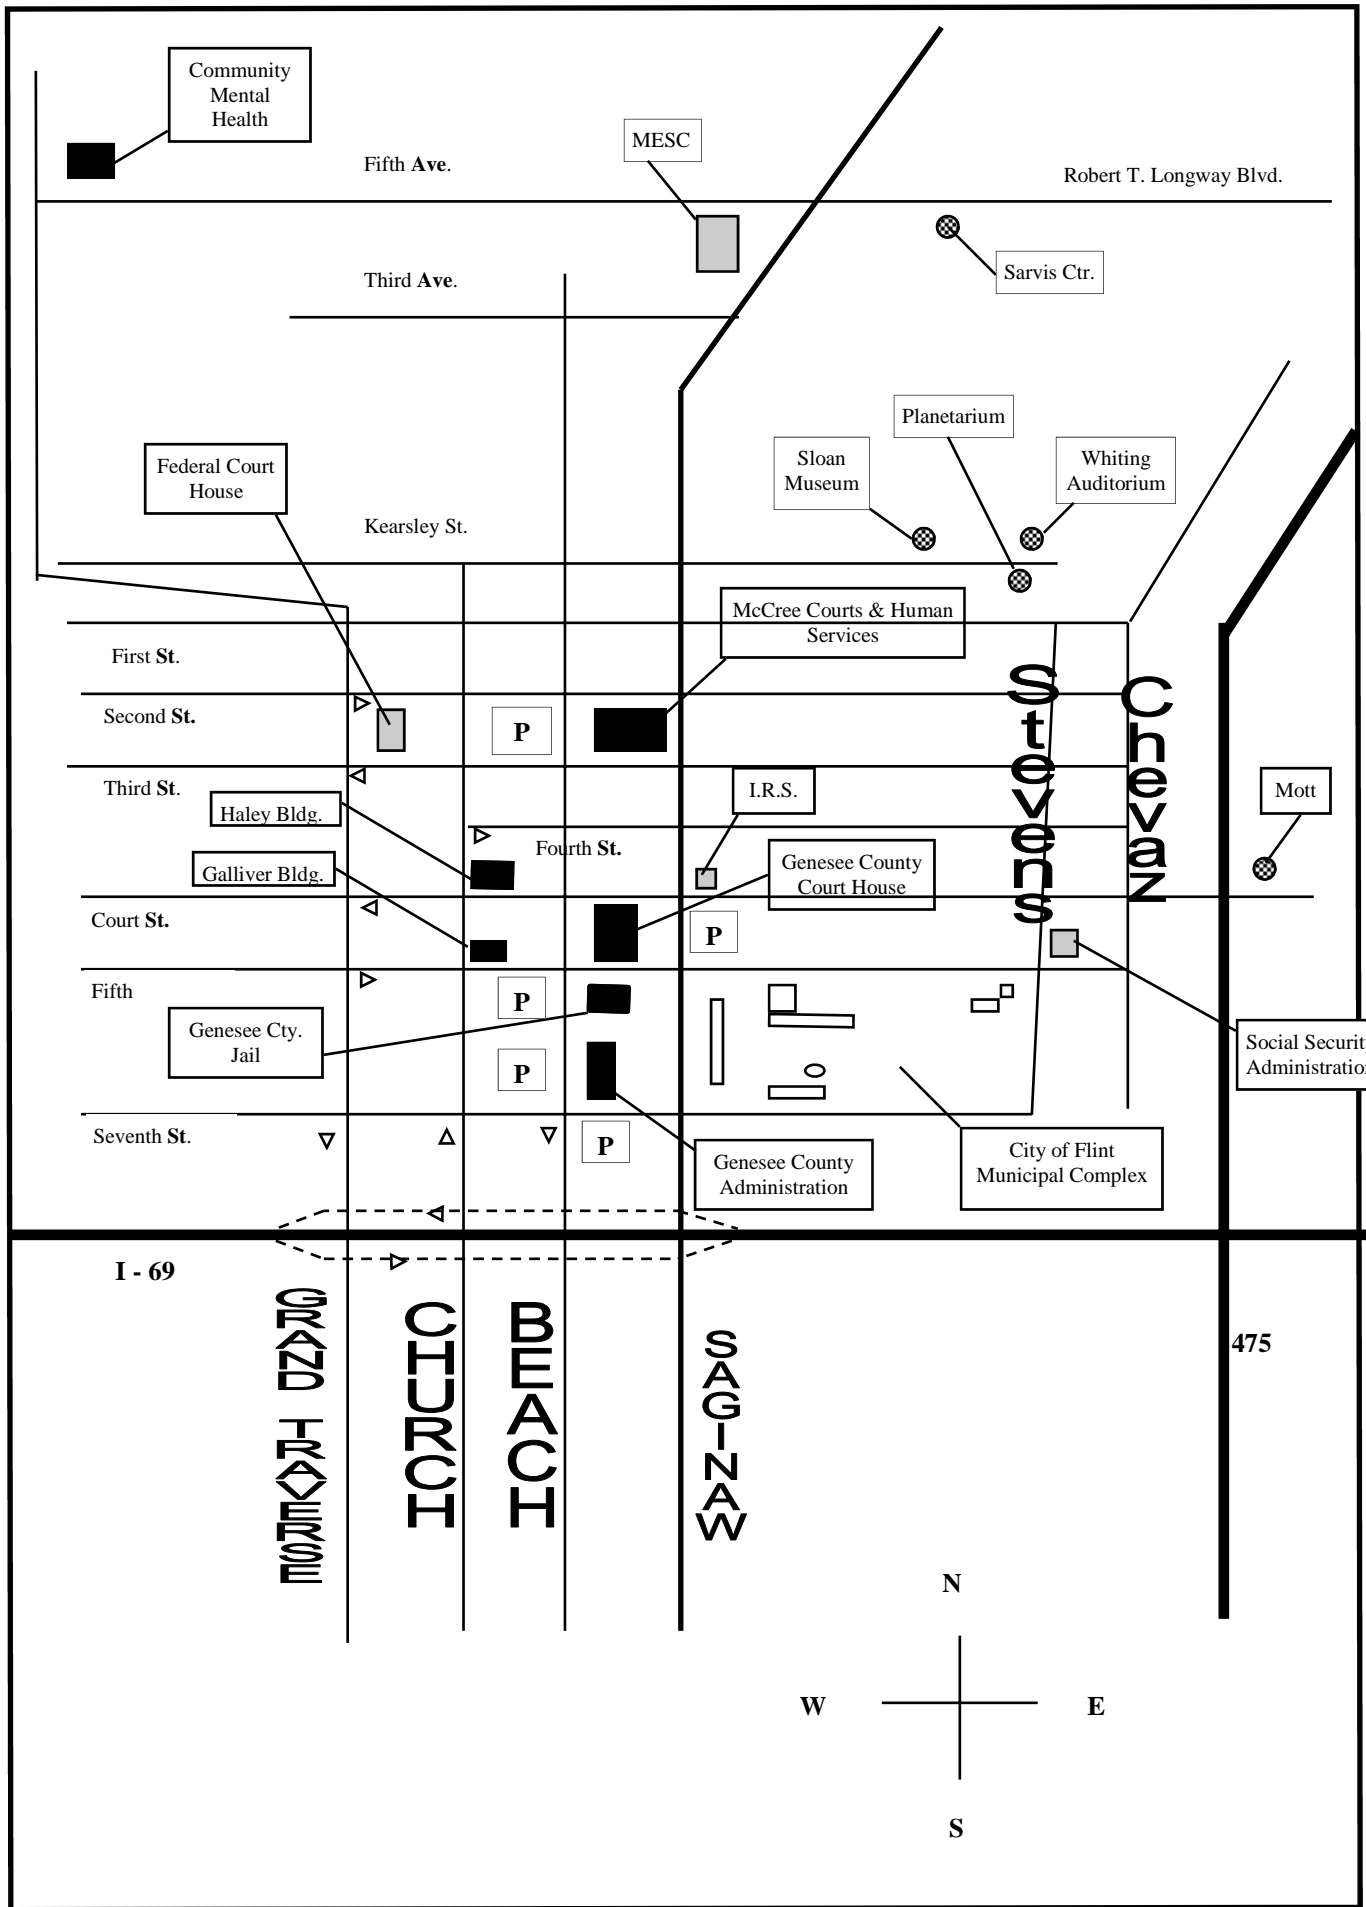 Community
Mental
Health
MESC
Fifth Ave.
Robert T. Longway Blvd.
Sarvis Ctr.
Third Ave.
Planetarium
Federal Court
House
Sloan
Museum
Whiting
Auditorium
Kearsley St.
McCree Courts & Human
Services
First St.
Second St.
P
Stevens
Chevaz
Third St.
I.R.S.
Mott
Haley Bldg.
Fourth St.
Genesee County
Court House
Galliver Bldg.
Court St.
P
Fifth
P
Genesee Cty.
Jail
Social Security
Administration
P
Seventh St.
P
Genesee County
Administration
City of Flint
Municipal Complex
I - 69
GRAND TRAVERSE
CHURCH
BEACH
SAGINAW
475
N
W
E
S